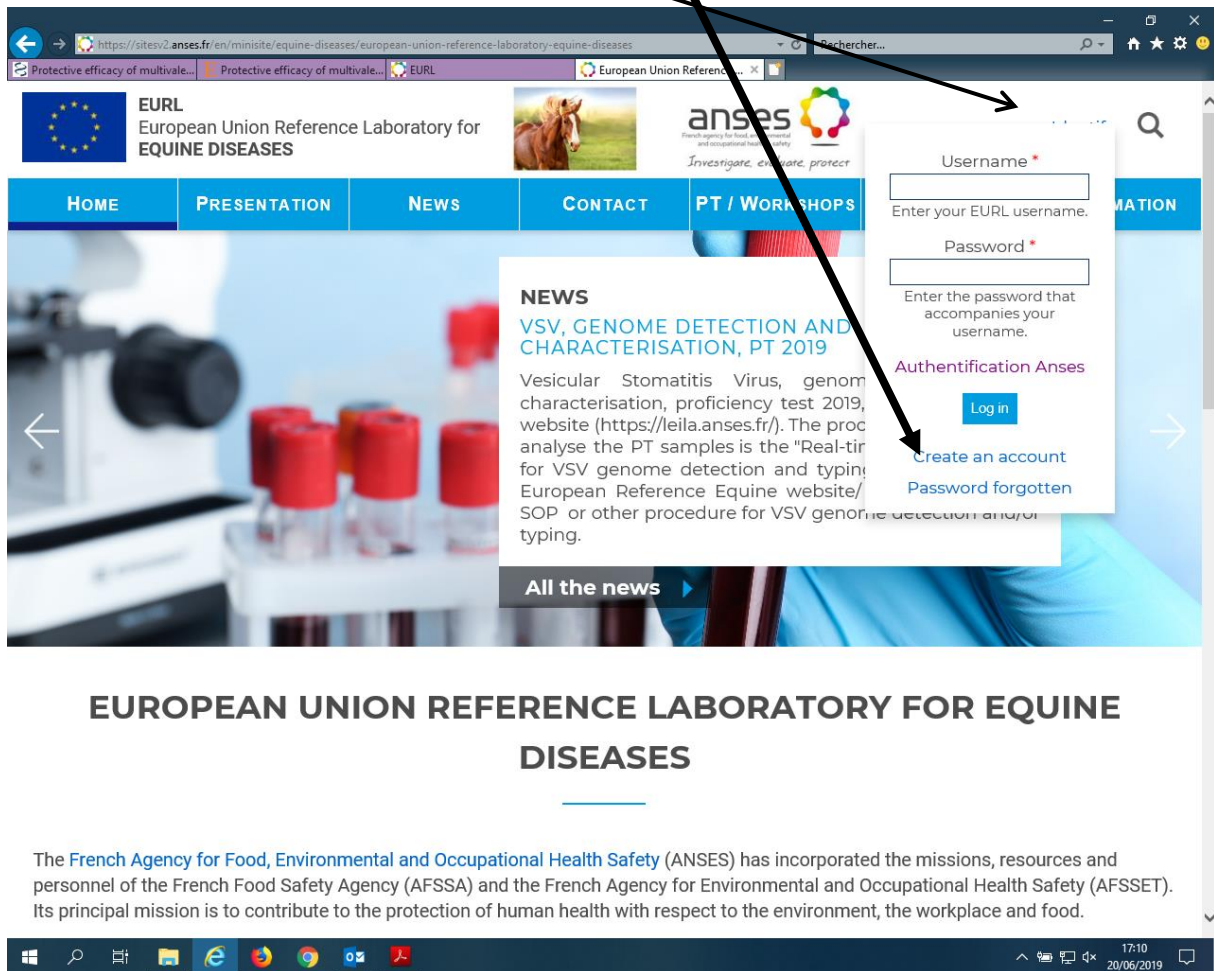 https://sitesv2.anses.fr/en/minisite/equine-diseases/european-union-reference-laboratory-equine-diseases
Rechercher...
Protective efficacy of multivale...
Protective efficacy of multivale...
EURL
European Union Reference...
EURL
European Union Reference Laboratory for
EQUINE DISEASES
anses
French agency for food, environmental
and occupational health & safety
Investigate, evaluate, protect
HOME
PRESENTATION
NEWS
CONTACT
PT / WORKSHOPS
MATION
Username *
Enter your EURL username.
Password *
Enter the password that
accompanies your
username.
Authentification Anses
Log in
Create an account
Password forgotten
NEWS
VSV, GENOME DETECTION AND
CHARACTERISATION, PT 2019
Vesicular Stomatitis Virus, genom
characterisation, proficiency test 2019,
website (https://leila.anses.fr/). The proc
analyse the PT samples is the "Real-tir
for VSV genome detection and typing
European Reference Equine website/
SOP or other procedure for VSV genome detection and/or
typing.
All the news
EUROPEAN UNION REFERENCE LABORATORY FOR EQUINE
DISEASES
The French Agency for Food, Environmental and Occupational Health Safety (ANSES) has incorporated the missions, resources and
personnel of the French Food Safety Agency (AFSSA) and the French Agency for Environmental and Occupational Health Safety (AFSSET).
Its principal mission is to contribute to the protection of human health with respect to the environment, the workplace and food.
17:10
20/06/2019